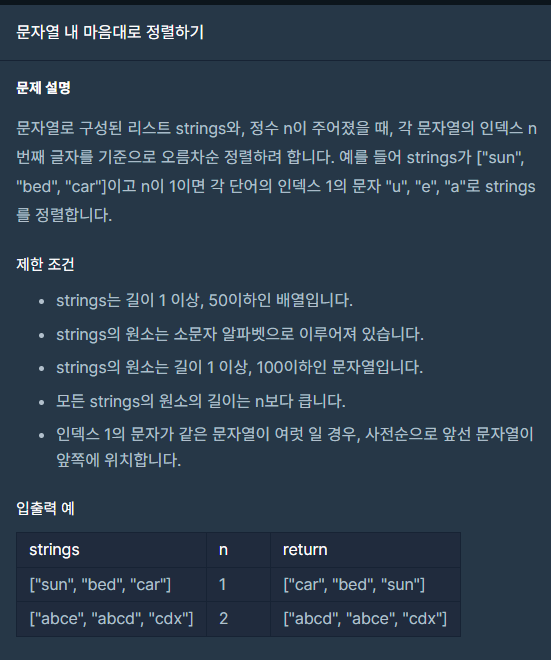 문자열 내 마음대로 정렬하기
문제 설명
문자열로 구성된 리스트 strings와, 정수 n이 주어졌을 때, 각 문자열의 인덱스 n
번째 글자를 기준으로 오름차순 정렬하려 합니다. 예를 들어 strings가 ["sun",
"bed", "car"]이고 n이 1이면 각 단어의 인덱스 1의 문자 "u", "e", "a"로 strings
를 정렬합니다.
제한 조건
• strings는 길이 1 이상, 50이하인 배열입니다.
• strings의 원소는 소문자 알파벳으로 이루어져 있습니다.
• strings의 원소는 길이 1 이상, 100이하인 문자열입니다.
• 모든 strings의 원소의 길이는 n보다 큽니다.
• 인덱스 1의 문자가 같은 문자열이 여럿 일 경우, 사전순으로 앞선 문자열이
앞쪽에 위치합니다.
입출력 예
strings n return
["sun", "bed", "car"] 1 ["car", "bed", "sun"]
["abce", "abcd", "cdx"] 2 ["abcd", "abce", "cdx"]